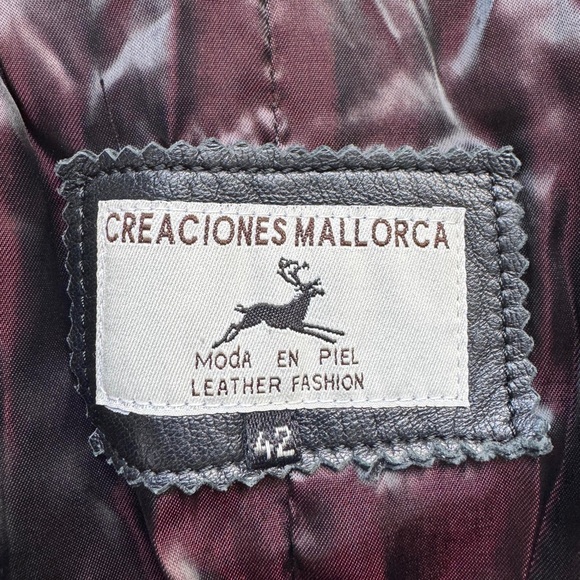 CREACIONES MALLORCA
MODA EN PIEL
LEATHER FASHION
42